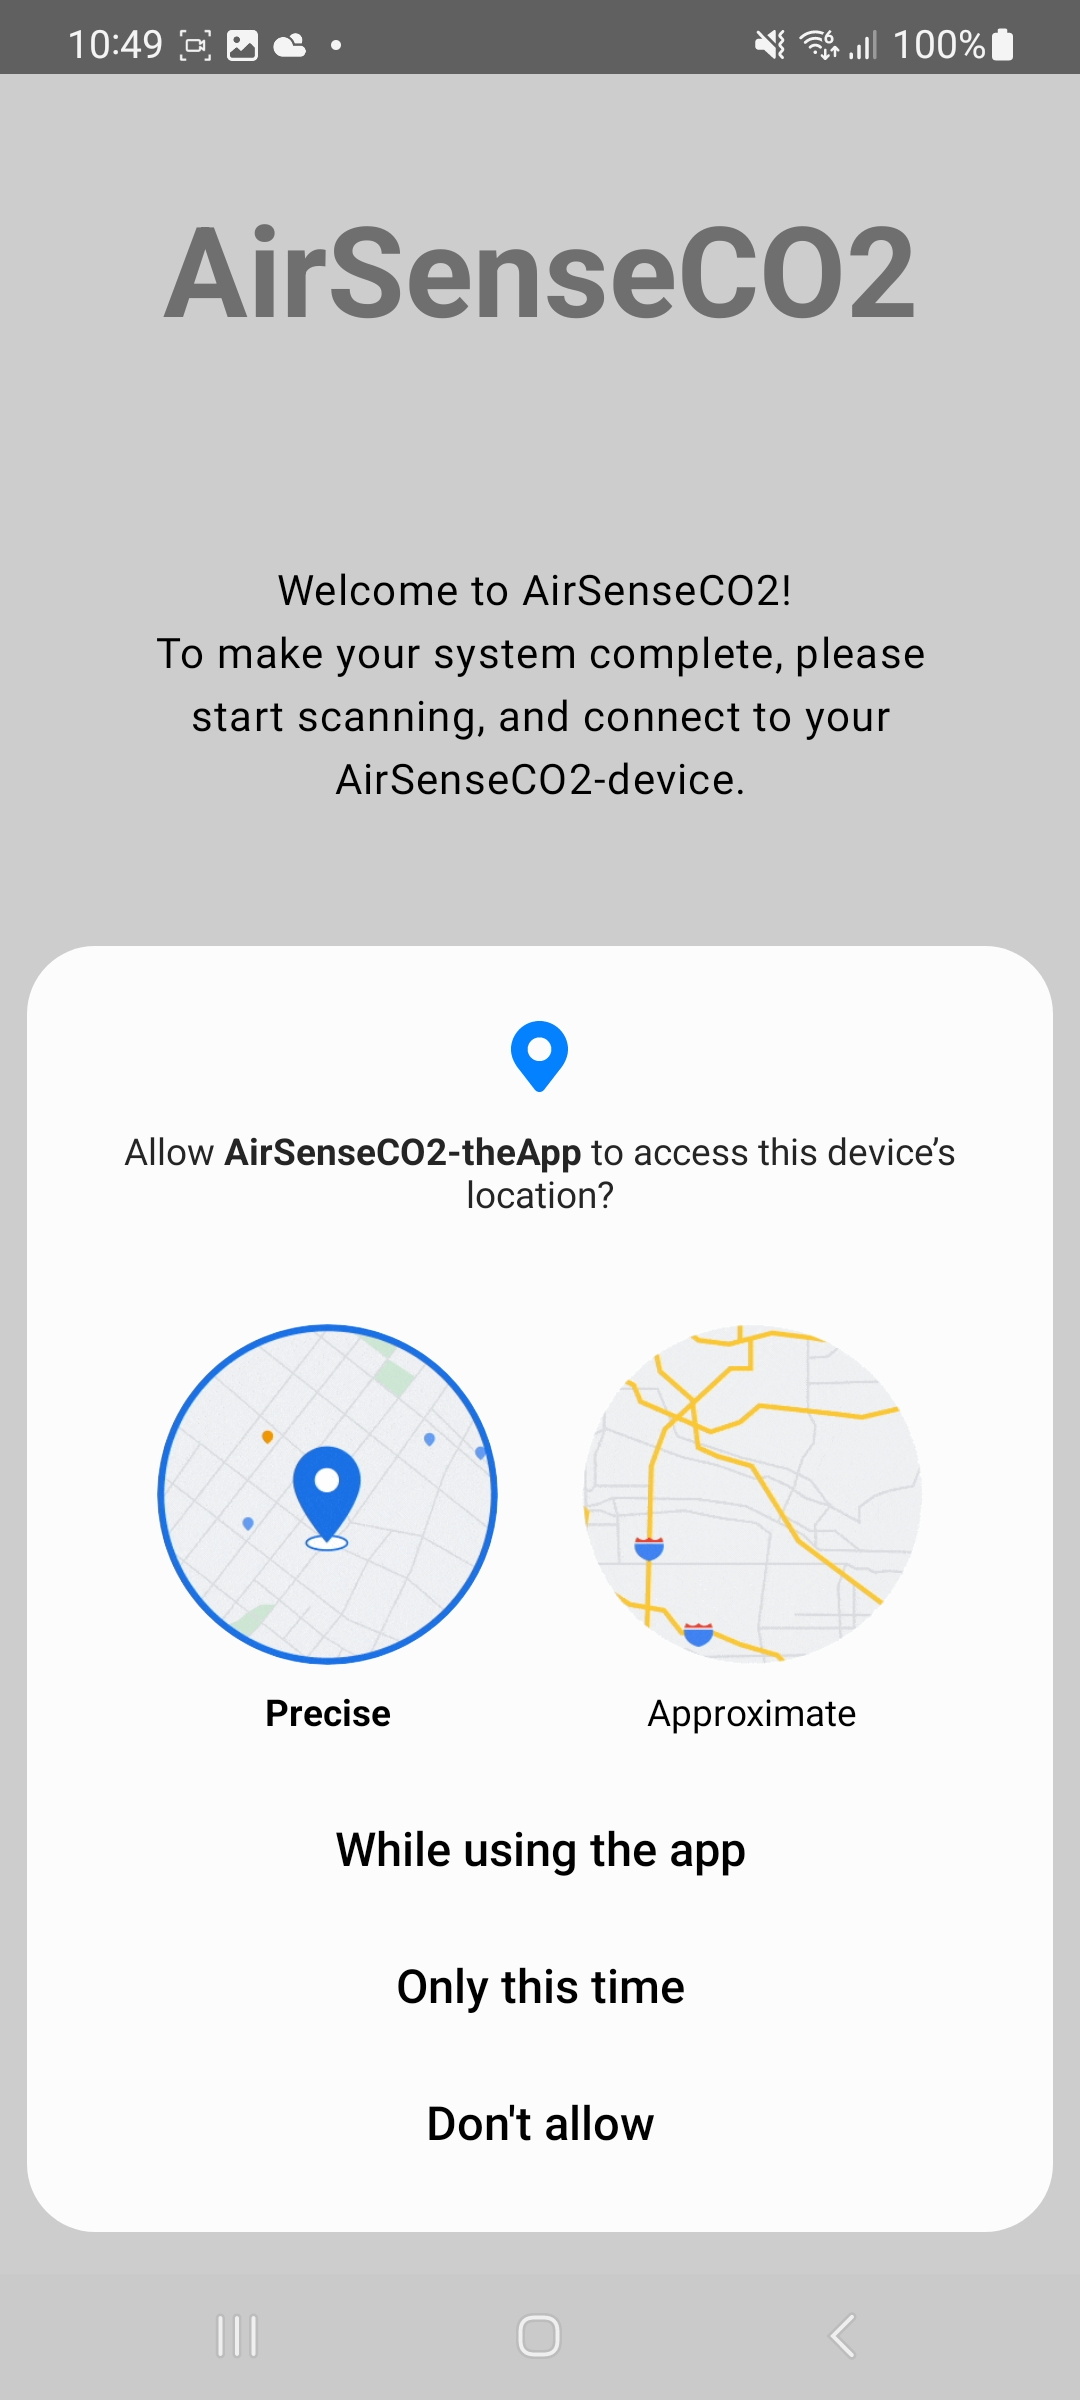 10:49
100%
AirSenseCO2
Welcome to AirSenseCO2!
To make your system complete, please
start scanning, and connect to your
AirSenseCO2-device.
Allow AirSenseCO2-theApp to access this device’s
location?
Precise
Approximate
While using the app
Only this time
Don't allow